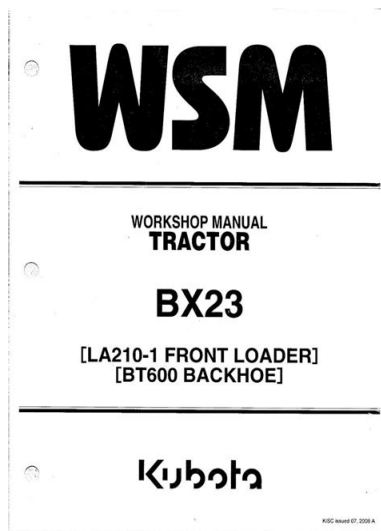 WSM
WORKSHOP MANUAL
TRACTOR
BX23
[LA210-1 FRONT LOADER]
[BT600 BACKHOE]
Kubota
KiSC issued 07, 2006 A